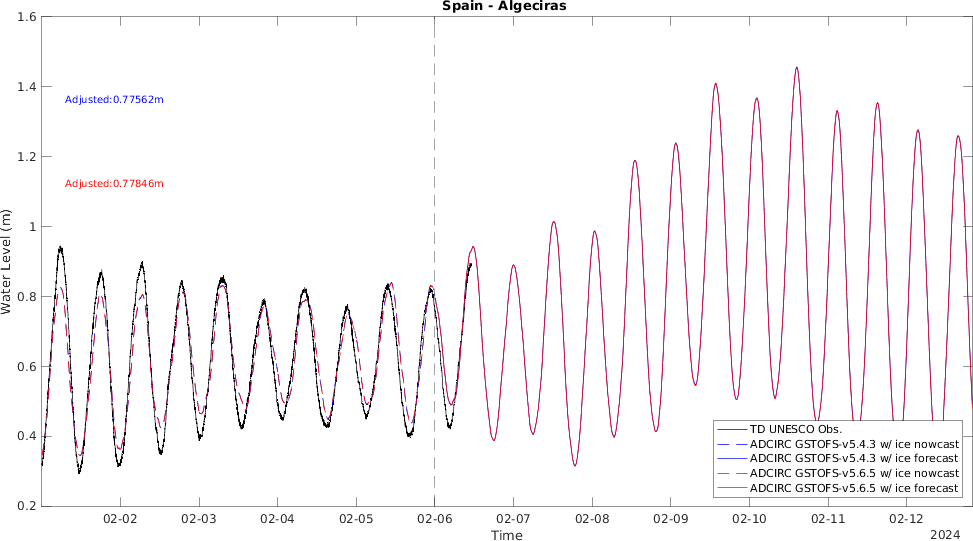 Spain - Algeciras
1.6
1.4
1.2
1
0.8
0.6
0.4
0.2
Water Level (m)
Adjusted:0.77562m
Adjusted:0.77846m
TD UNESCO Obs.
ADCIRC GSTOFS-v5.4.3 w/ ice nowcast
ADCIRC GSTOFS-v5.4.3 w/ ice forecast
ADCIRC GSTOFS-v5.6.5 w/ ice nowcast
ADCIRC GSTOFS-v5.6.5 w/ ice forecast
02-02 02-03 02-04 02-05 02-06 02-07 02-08 02-09 02-10 02-11 02-12
Time
2024